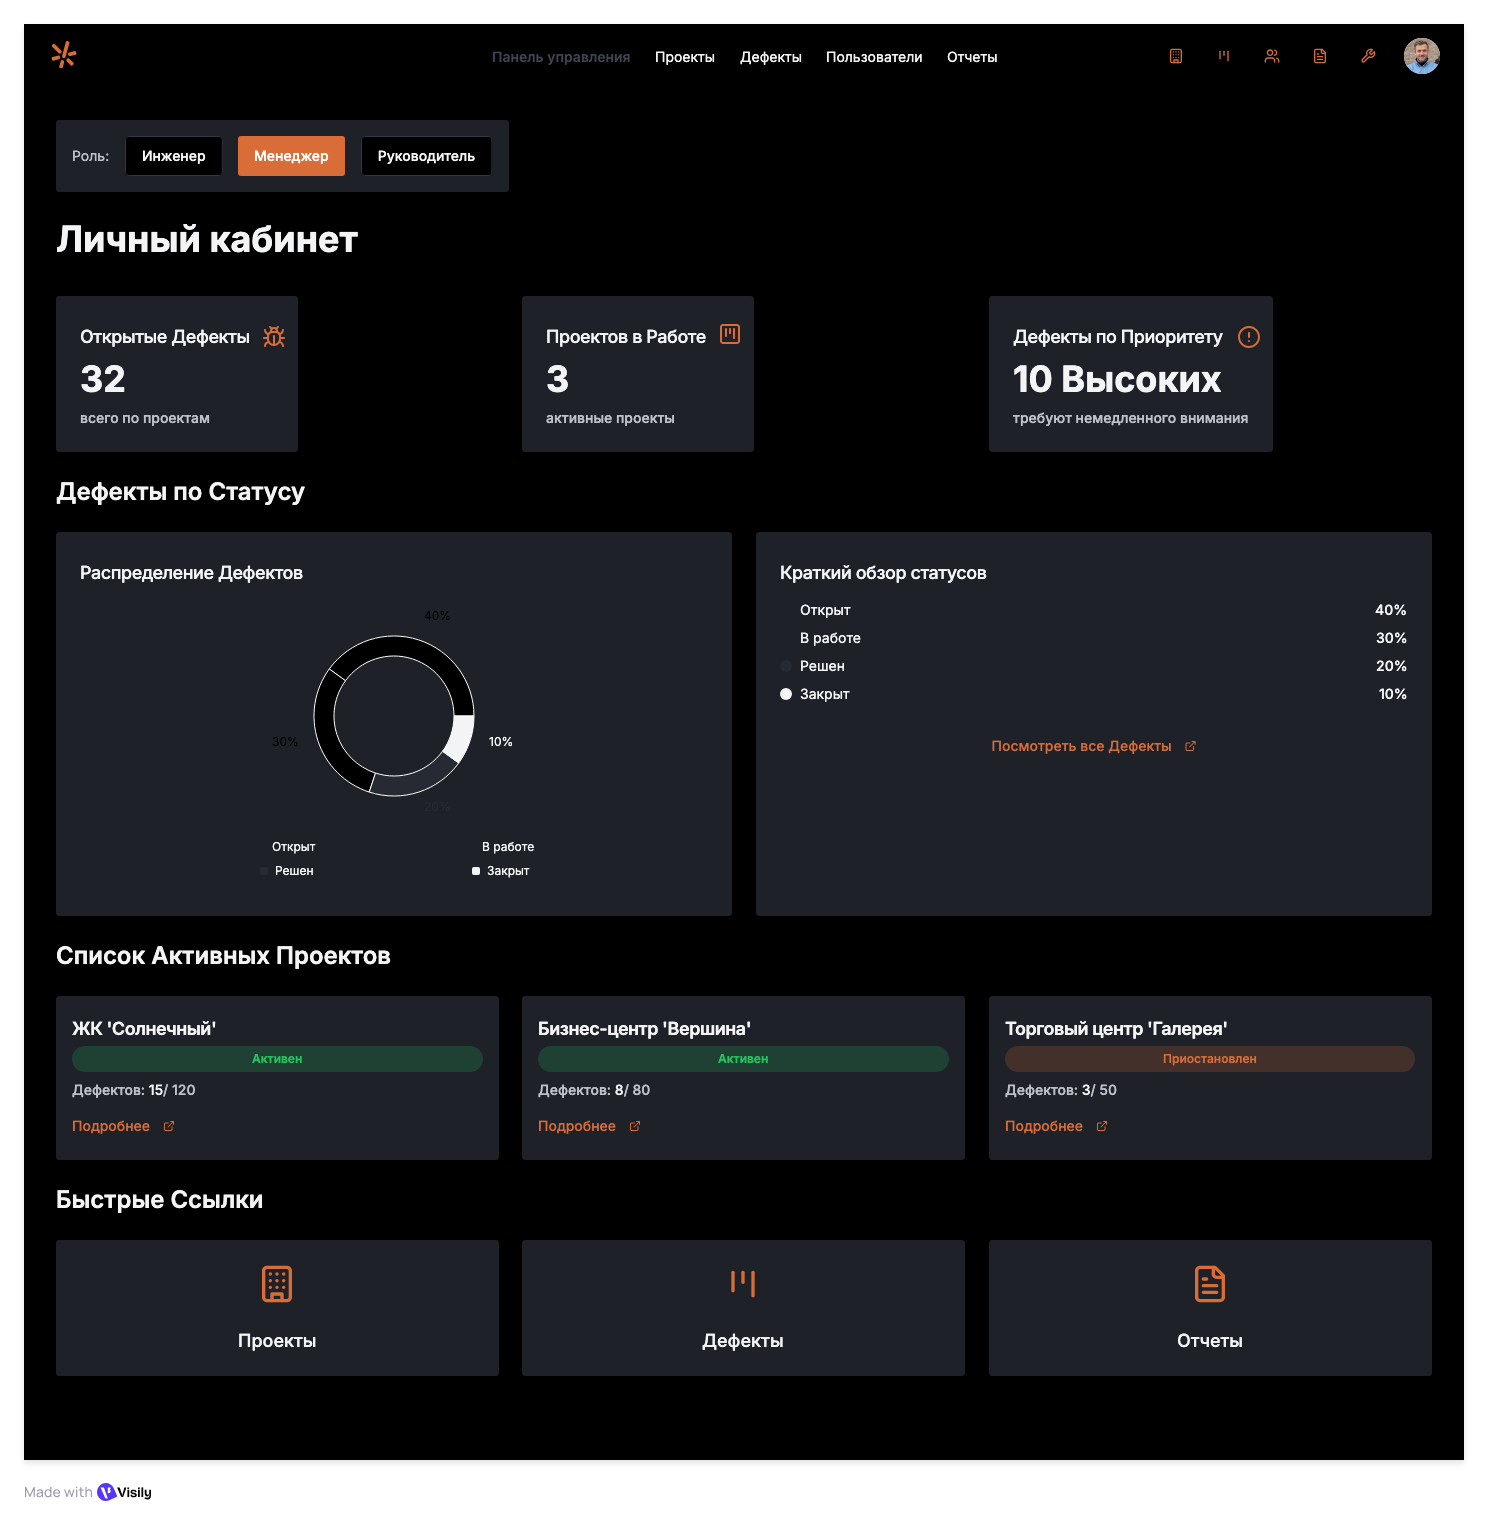 Панель управления Проекты Дефекты Пользователи Отчеты
Роль: Инженер Менеджер Руководитель
Личный кабинет
Открытые Дефекты
32
всего по проектам
Проектов в Работе
3
активные проекты
Дефекты по Приоритету
10 Высоких
требуют немедленного внимания
Дефекты по Статусу
Распределение Дефектов
40%
30%
10%
20%
Открыт
В работе
Решен
Закрыт
Краткий обзор статусов
Открыт 40%
В работе 30%
Решен 20%
Закрыт 10%
Посмотреть все Дефекты
Список Активных Проектов
ЖК 'Солнечный'
Активен
Дефектов: 15/ 120
Подробнее
Бизнес-центр 'Вершина'
Активен
Дефектов: 8/ 80
Подробнее
Торговый центр 'Галерея'
Приостановлен
Дефектов: 3/ 50
Подробнее
Быстрые Ссылки
Проекты
Дефекты
Отчеты
Made with Visily